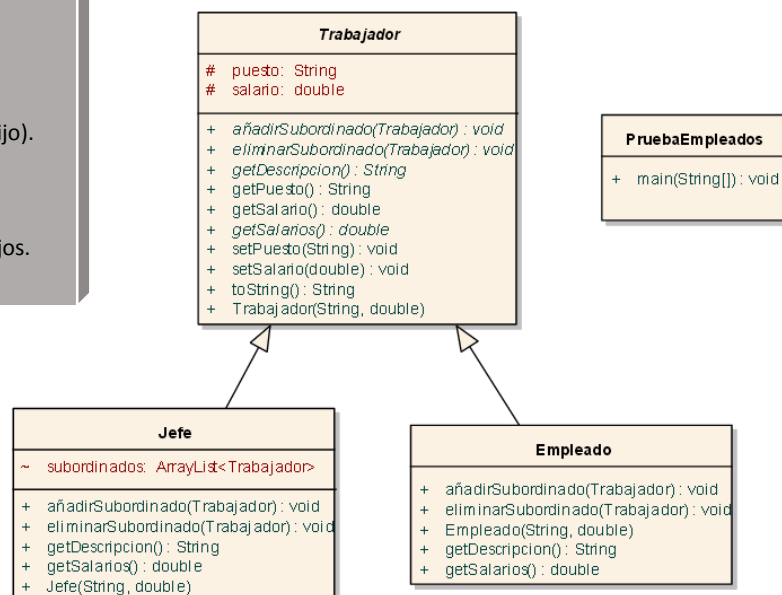 ijo).
jos.
Trabajador
# puesto: String
# salario: double
+ añadirSubordinado(Trabajador) : void
+ eliminarSubordinado(Trabajador) : void
+ getDescripcion() : String
+ getPuesto() : String
+ getSalario() : double
+ getSalarios() : double
+ setPuesto(String) : void
+ setSalario(double) : void
+ toString() : String
+ Trabajador(String, double)
PruebaEmpleados
+ main(String[]) : void
Jefe
~ subordinados: ArrayList<Trabajador>
+ añadirSubordinado(Trabajador) : void
+ eliminarSubordinado(Trabajador) : void
+ getDescripcion() : String
+ getSalarios() : double
+ Jefe(String, double)
Empleado
+ añadirSubordinado(Trabajador) : void
+ eliminarSubordinado(Trabajador) : void
+ Empleado(String, double)
+ getDescripcion() : String
+ getSalarios() : double